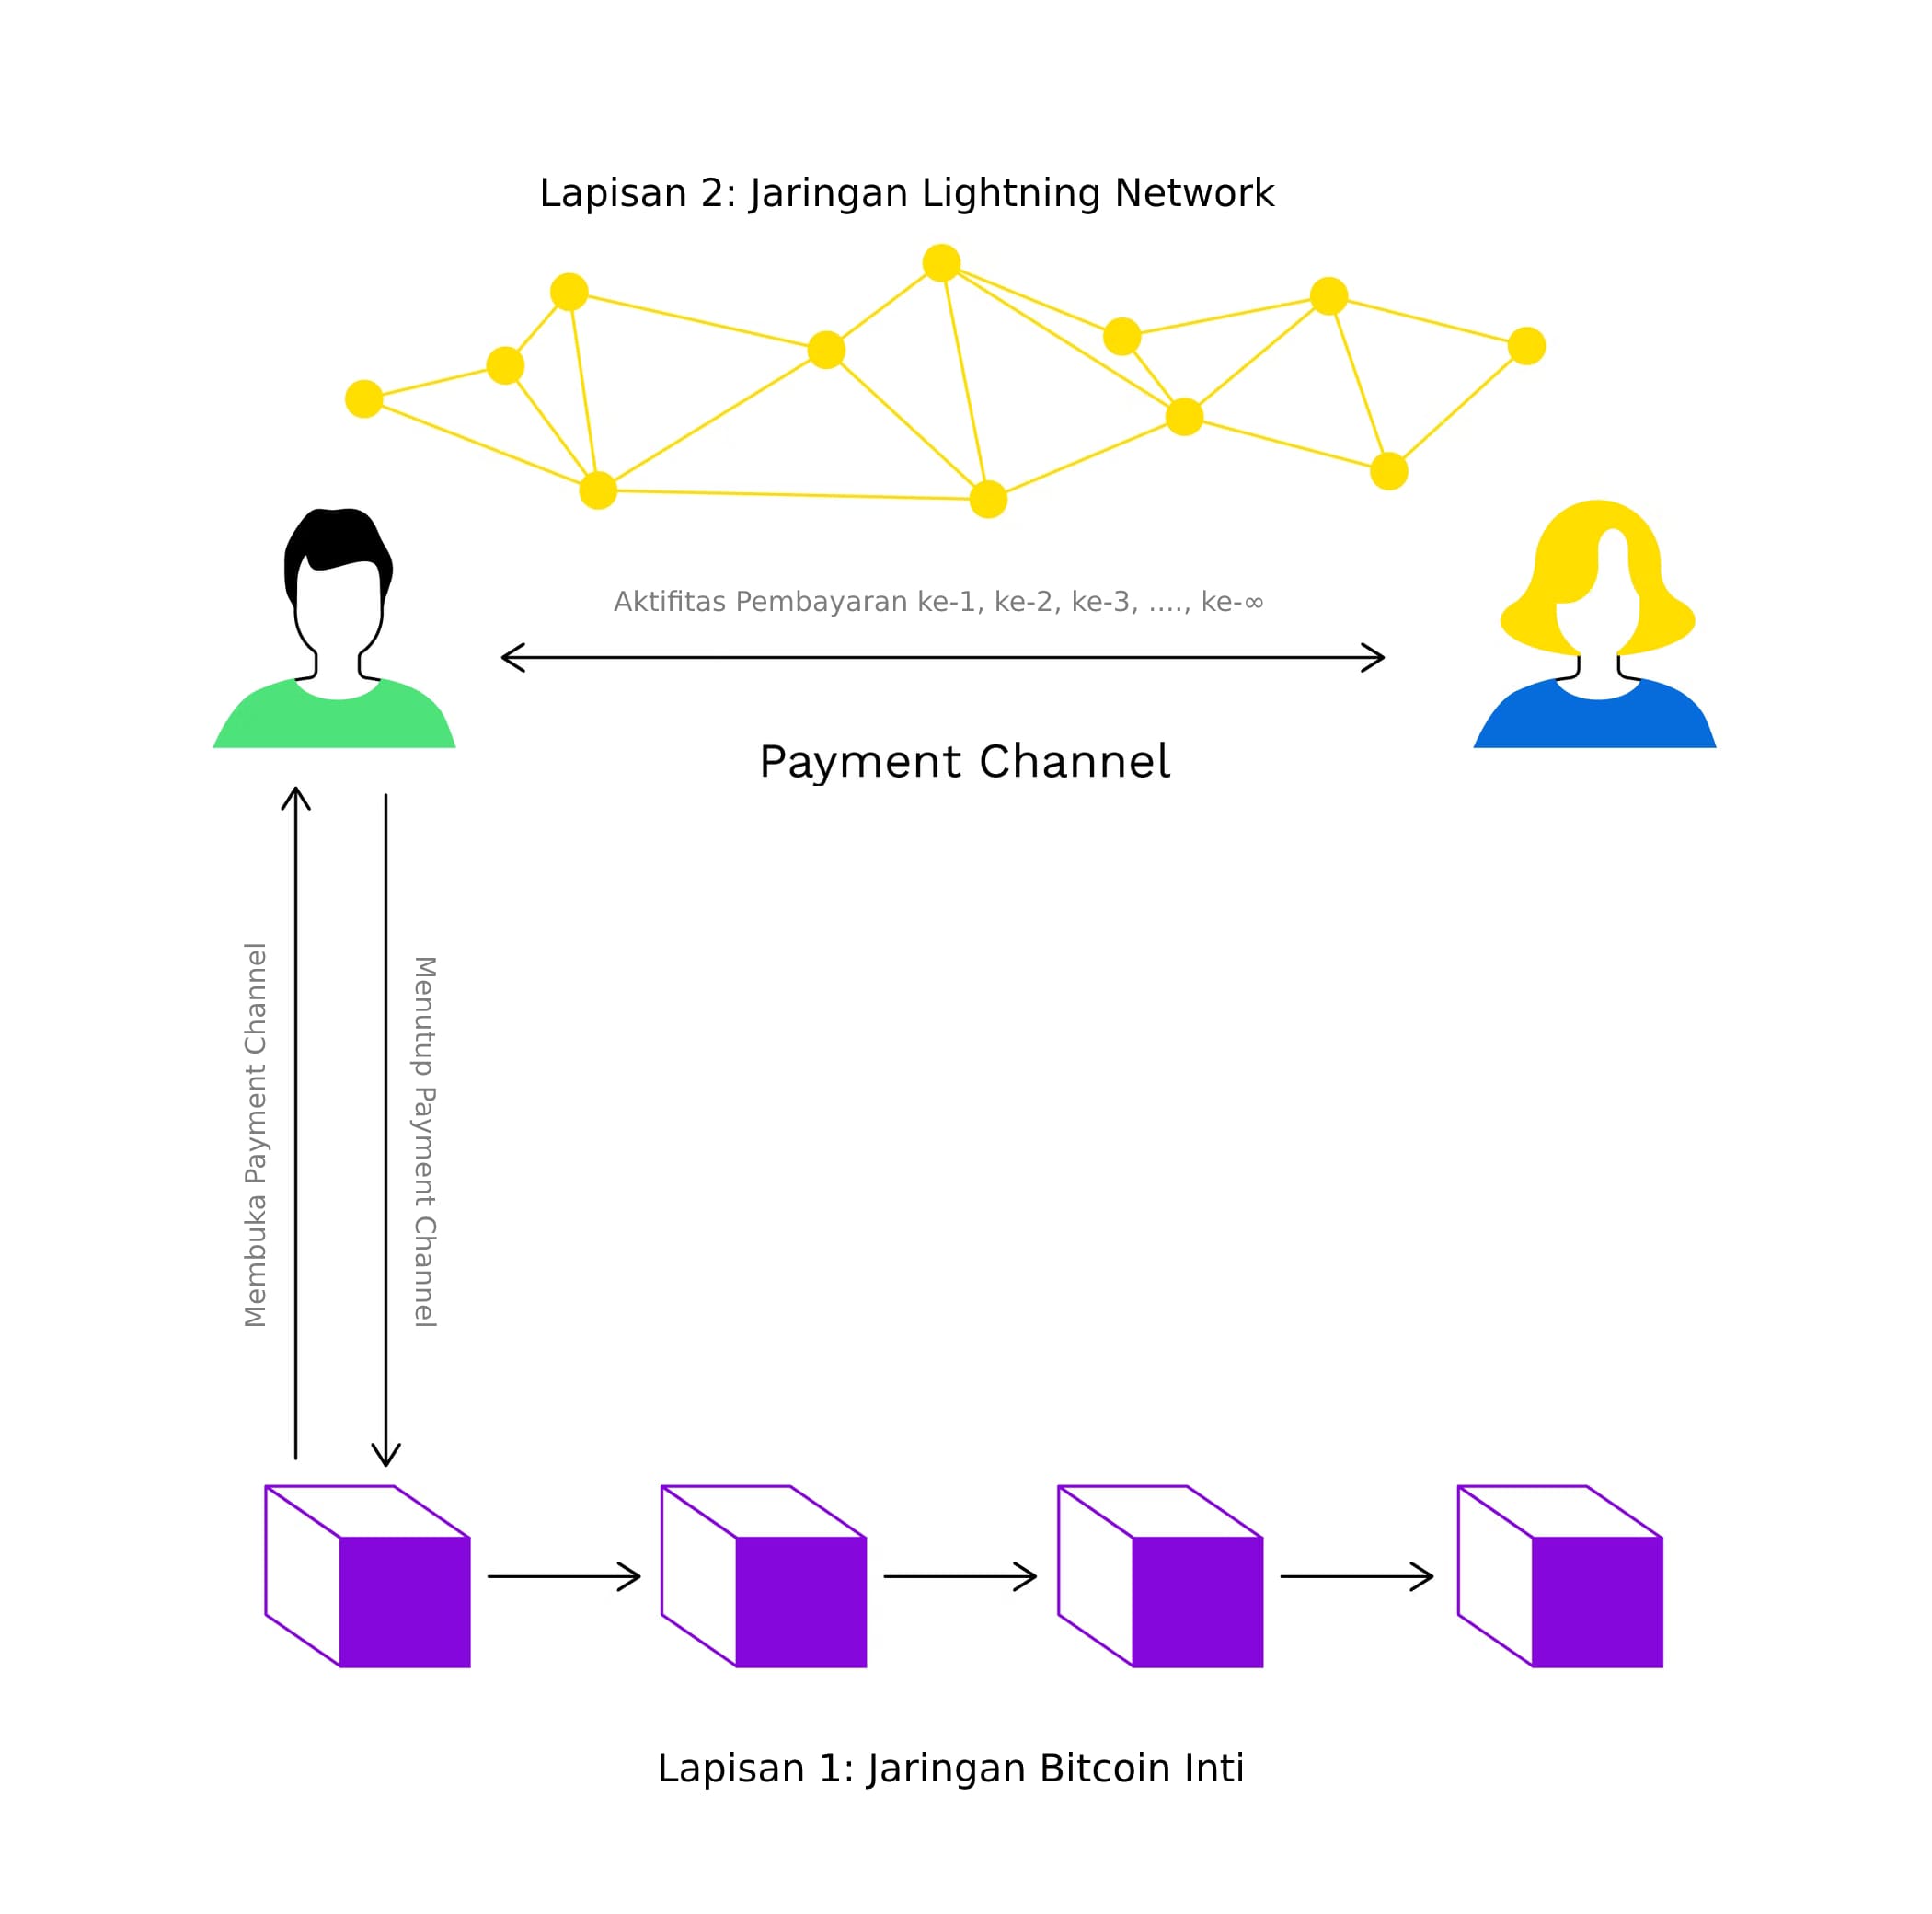 Lapisan 2: Jaringan Lightning Network
Aktifitas Pembayaran ke-1, ke-2, ke-3, ...., ke-∞
Payment Channel
Membuka Payment Channel
Menutup Payment Channel
Lapisan 1: Jaringan Bitcoin Inti